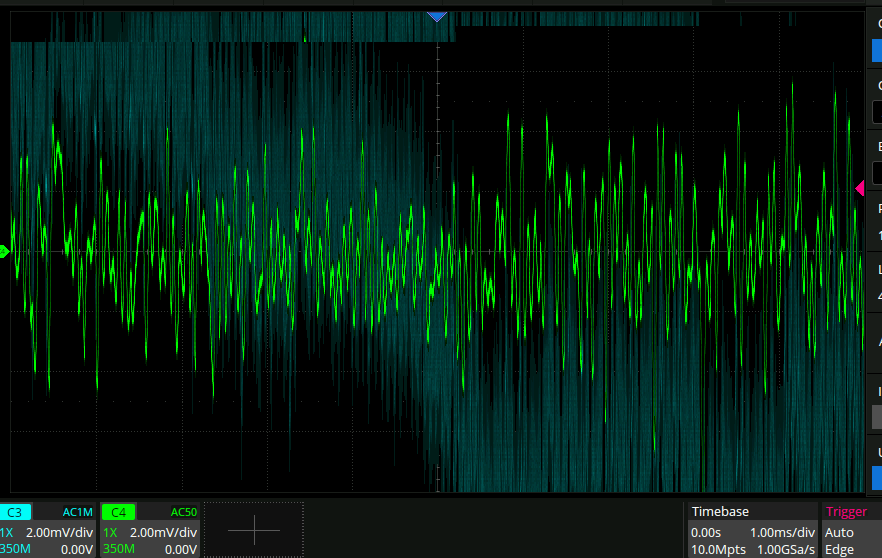 C3 AC1M
1X 2.00mV/div
350M 0.00V
C4 AC50
1X 2.00mV/div
350M 0.00V
Timebase
0.00s 1.00ms/div
10.0Mpts 1.00GSa/s
Trigger
Auto
Edge